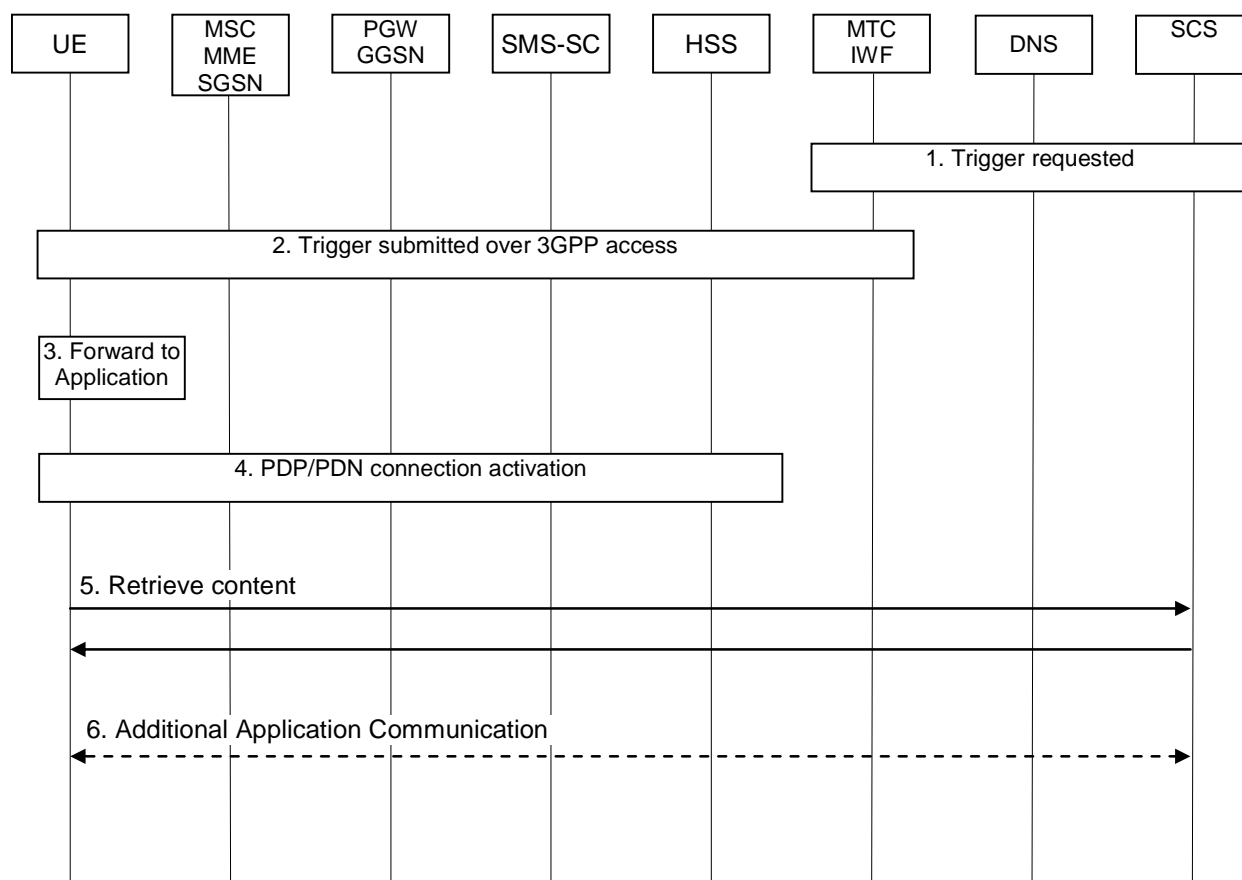 UE
MSC
MME
SGSN
PGW
GGSN
SMS-SC
HSS
MTC
IWF
DNS
SCS
1. Trigger requested
2. Trigger submitted over 3GPP access
3. Forward to
Application
4. PDP/PDN connection activation
5. Retrieve content
6. Additional Application Communication